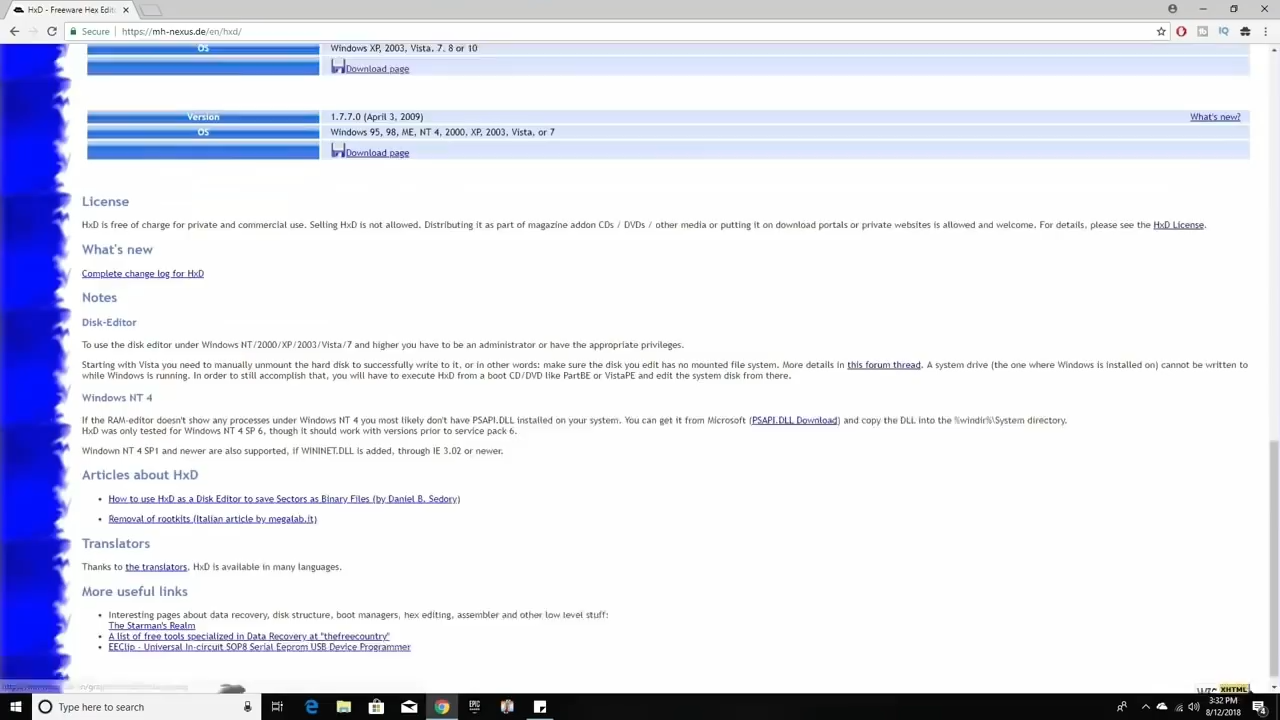 HxD - Freeware Hex Edit
Secure
https://mh-nexus.de/en/hxd/
IQ
OS
Windows XP, 2003, Vista, 7, 8 or 10
Download page
Version
1.7.7.0 (April 3, 2009)
What's new?
OS
Windows 95, 98, ME, NT 4, 2000, XP, 2003, Vista, or 7
Download page
License
HxD is free of charge for private and commercial use. Selling HxD is not allowed. Distributing it as part of magazine addon CDs / DVDs / other media or putting it on download portals or private websites is allowed and welcome. For details, please see the HxD License.
What's new
Complete change log for HxD
Notes
Disk-Editor
To use the disk editor under Windows NT/2000/XP/2003/Vista/7 and higher you have to be an administrator or have the appropriate privileges.
Starting with Vista you need to manually unmount the hard disk to successfully write to it, or in other words: make sure the disk you edit has no mounted file system. More details in this forum thread. A system drive (the one where Windows is installed on) cannot be written to
while Windows is running. In order to still accomplish that, you will have to execute HxD from a boot CD/DVD like PartBE or VistaPE and edit the system disk from there.
Windows NT 4
If the RAM-editor doesn't show any processes under Windows NT 4 you most likely don't have PSAPI.DLL installed on your system. You can get it from Microsoft (PSAPI.DLL Download) and copy the DLL into the %windir%\System directory.
HxD was only tested for Windows NT 4 SP 6, though it should work with versions prior to service pack 6.
Windown NT 4 SP1 and newer are also supported, if WININET.DLL is added, through IE 3.02 or newer.
Articles about HxD
• How to use HxD as a Disk Editor to save Sectors as Binary Files (by Daniel B. Sedory)
• Removal of rootkits (Italian article by megalab.it)
Translators
Thanks to the translators, HxD is available in many languages.
More useful links
• Interesting pages about data recovery, disk structure, boot managers, hex editing, assembler and other low level stuff:
The Starman's Realm
• A list of free tools specialized in Data Recovery at "thefreecountry"
• EEClip - Universal In-circuit SOP8 Serial Eeprom USB Device Programmer
XHTML
Type here to search
EPIC
3:32 PM
8/12/2018
4